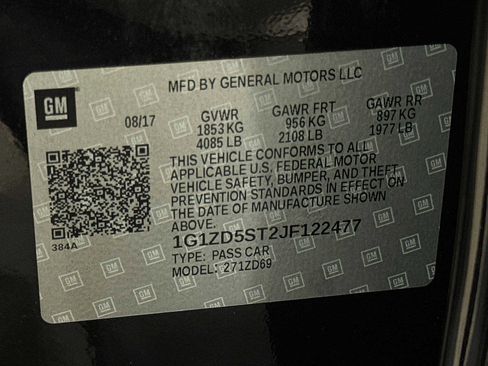 MFD BY GENERAL MOTORS LLC
GM
08/17 GVWR GAWR FRT GAWR RR
1853 KG 956 KG 897 KG
4085 LB 2108 LB 1977 LB
THIS VEHICLE CONFORMS TO ALL
APPLICABLE U.S. FEDERAL MOTOR
VEHICLE SAFETY, BUMPER, AND THEFT
PREVENTION STANDARDS IN EFFECT ON
THE DATE OF MANUFACTURE SHOWN
ABOVE.
384A
1G1ZD5ST2JF122477
TYPE: PASS CAR
MODEL: 271ZD69